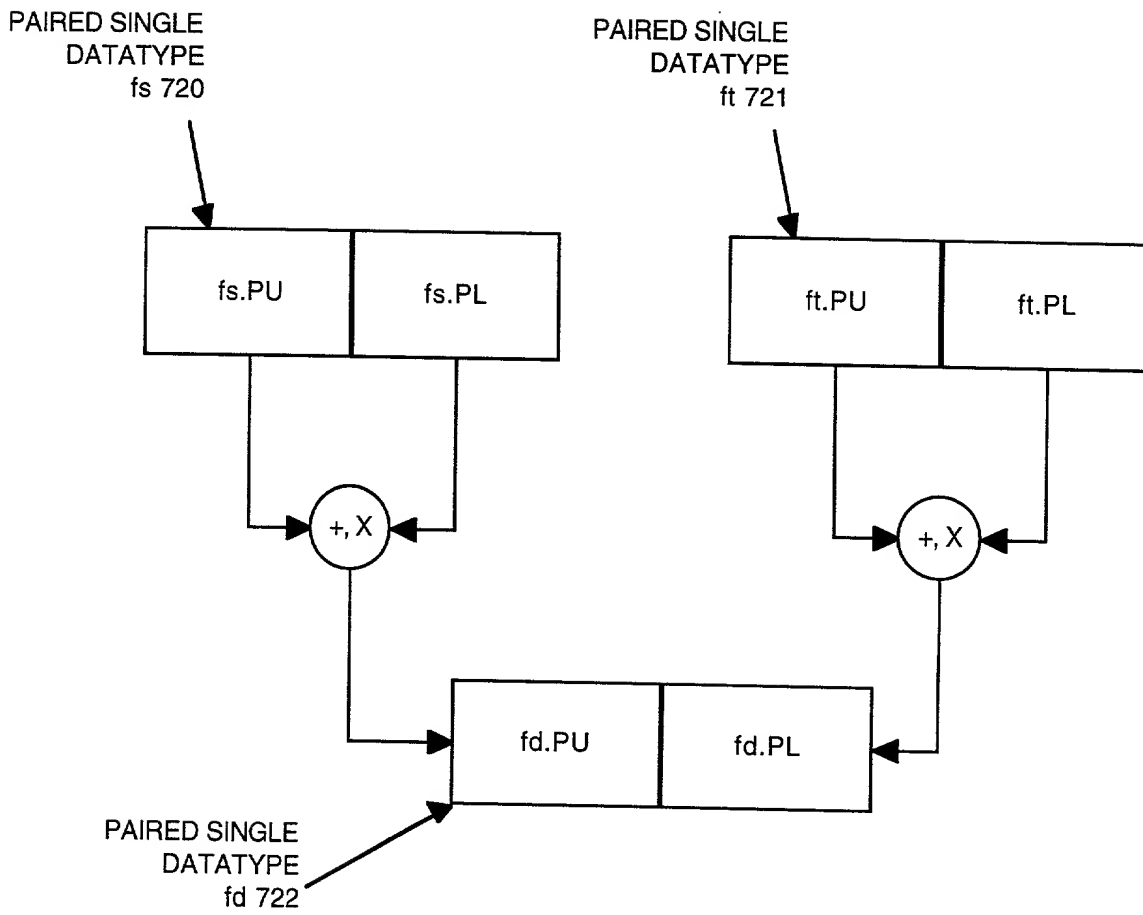 PAIRED SINGLE
DATATYPE
fs 720
PAIRED SINGLE
DATATYPE
ft 721
fs.PU
fs.PL
ft.PU
ft.PL
+, X
+, X
fd.PU
fd.PL
PAIRED SINGLE
DATATYPE
fd 722